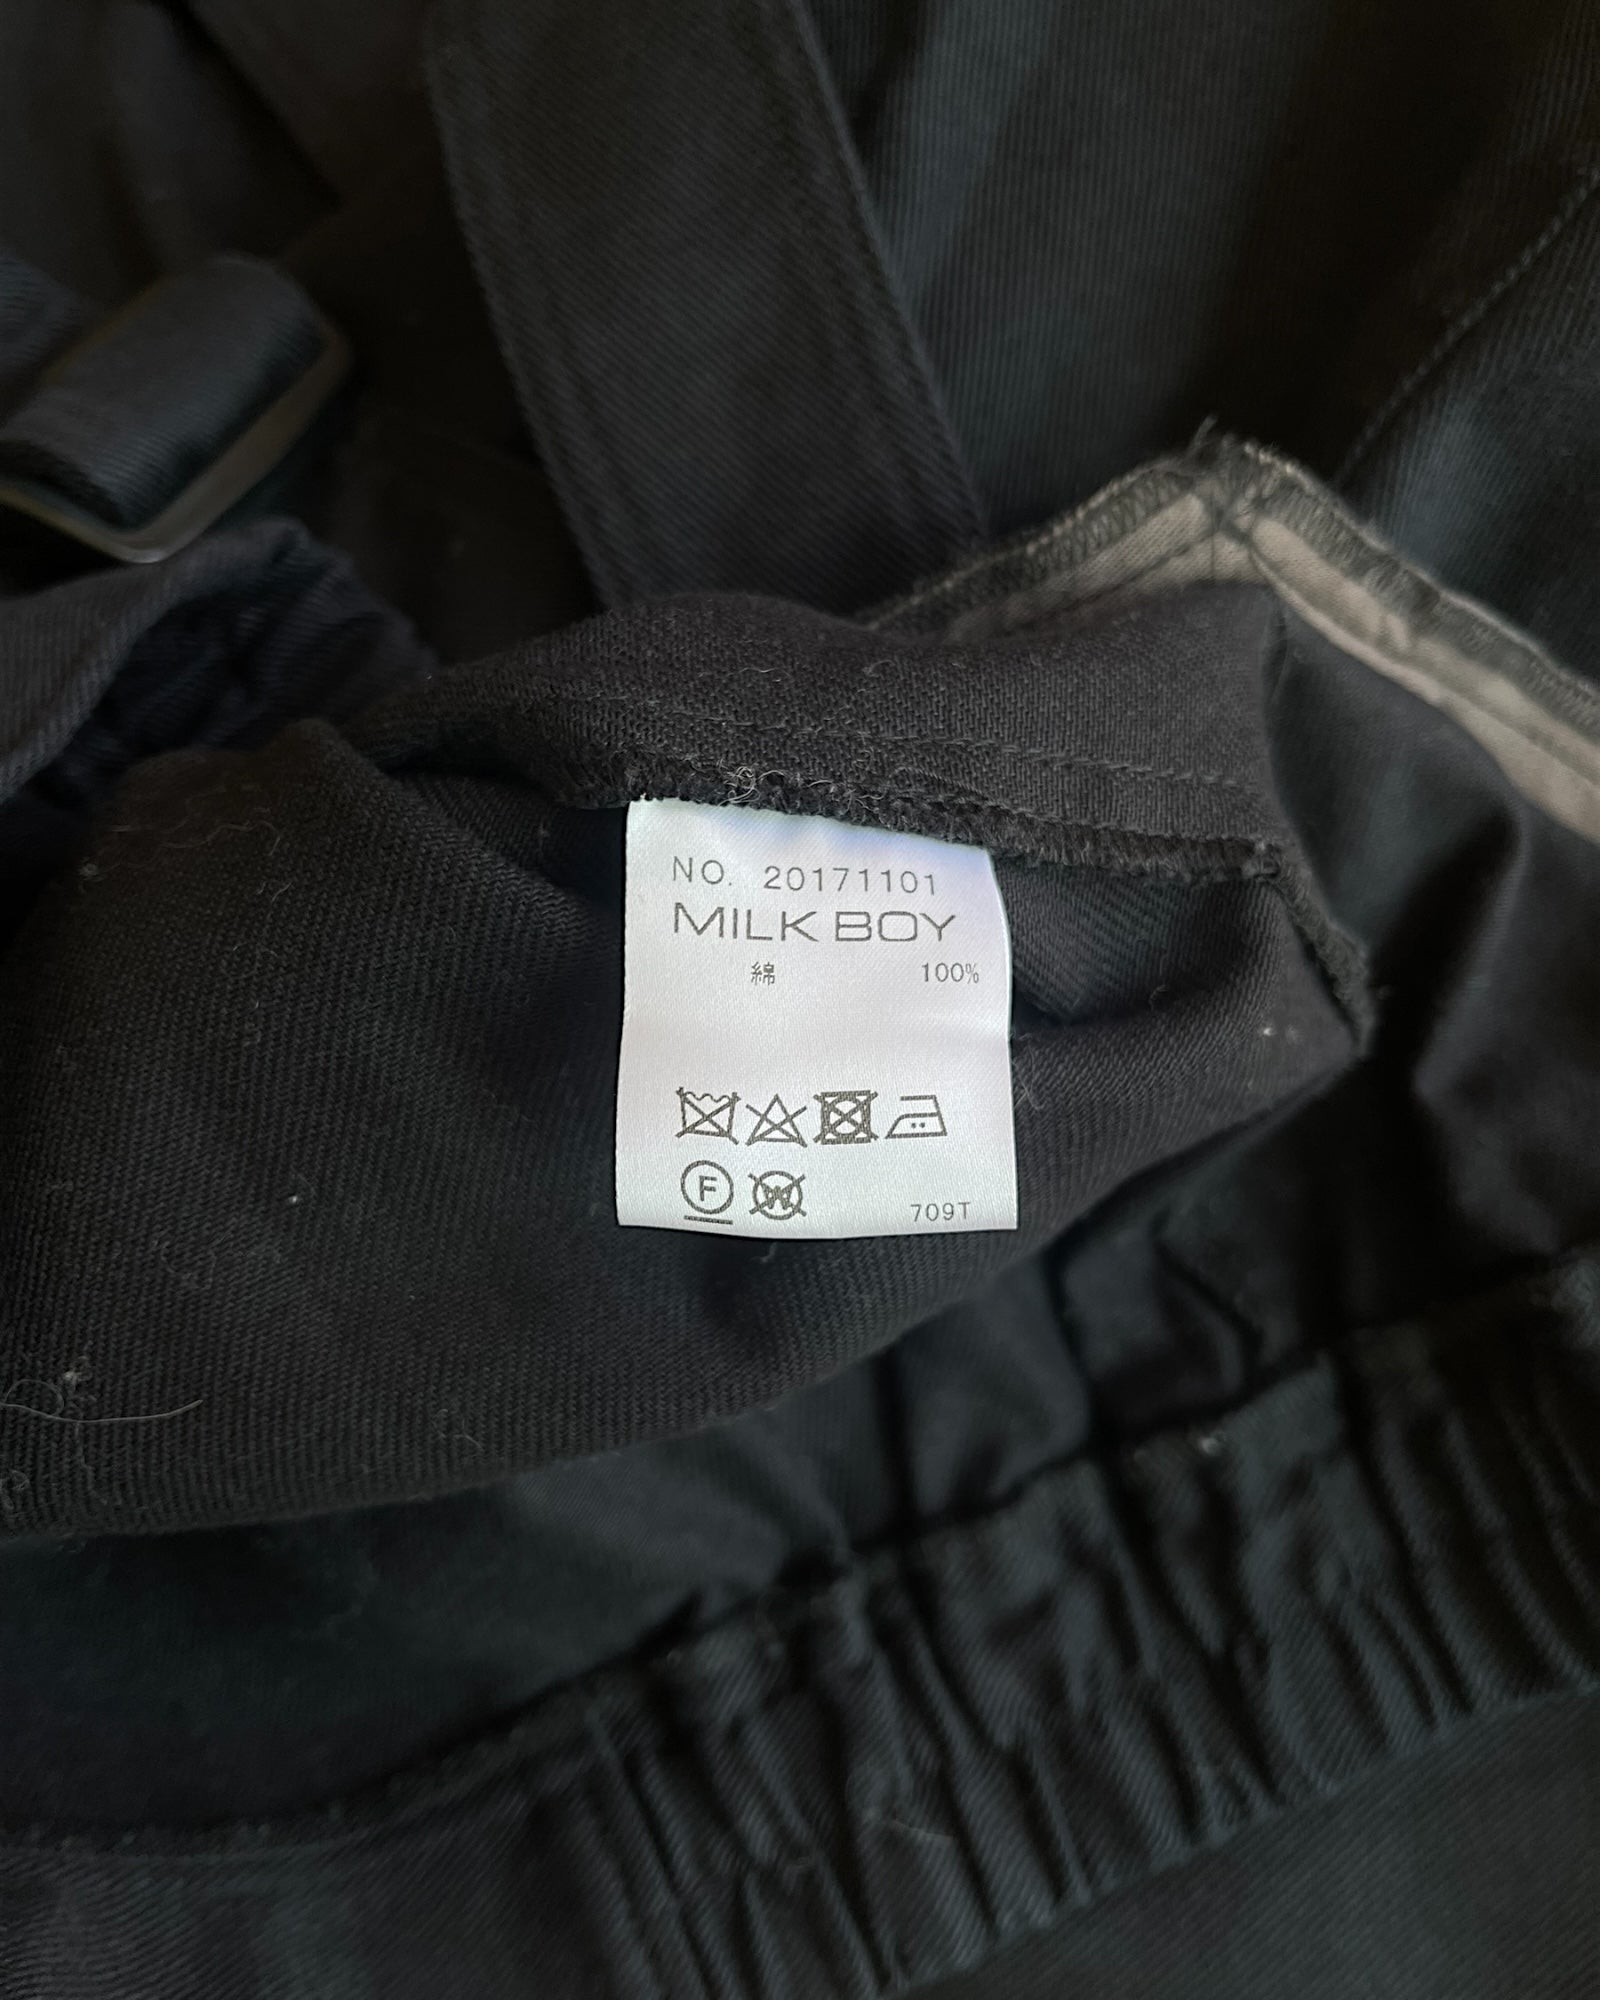 NO. 20171101
MILK BOY
綿 100%
F W 709T